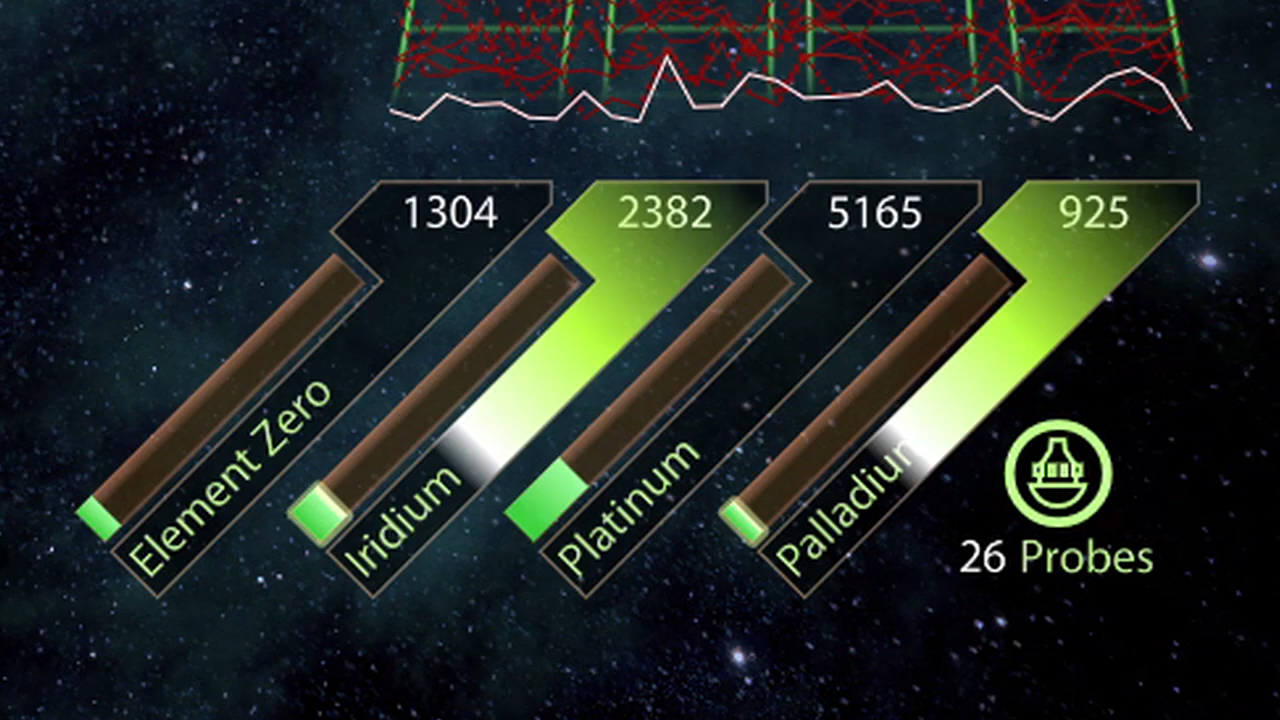 1304
2382
5165
925
Element Zero
Iridium
Platinum
Palladium
26 Probes